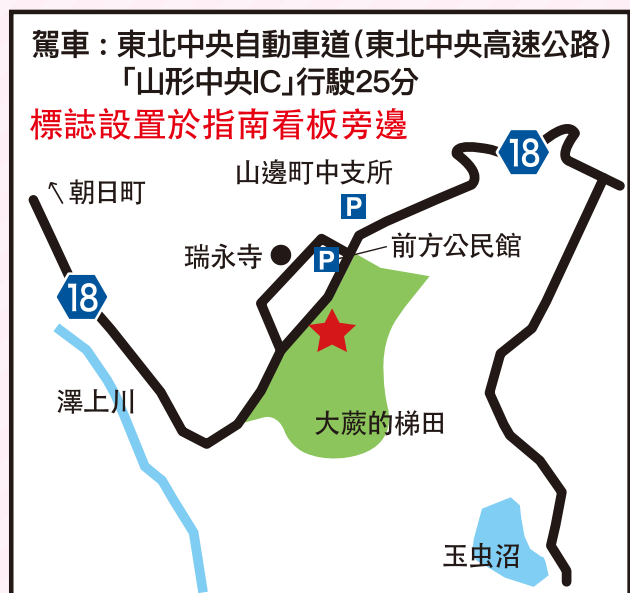 駕車：東北中央自動車道（東北中央高速公路）
「山形中央IC」行駛25分
標誌設置於指南看板旁邊
18
山邊町中支所
P
↖朝日町
瑞永寺
P
前方公民館
18
澤上川
大蕨的梯田
玉虫沼